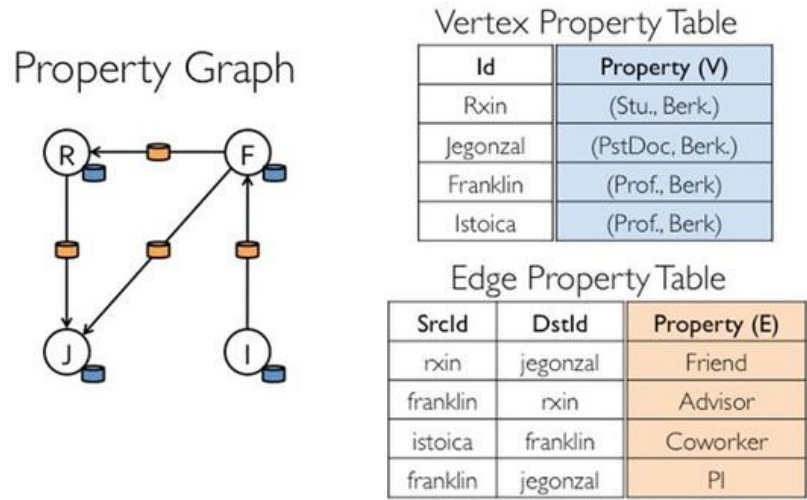 Property Graph
R
F
J
I
Vertex Property Table
Id Property (V)
Rxin (Stu., Berk.)
Jegonzal (PstDoc, Berk.)
Franklin (Prof., Berk)
Istoica (Prof., Berk)
Edge Property Table
SrcId DstId Property (E)
rxin jegonzal Friend
franklin rxin Advisor
istoica franklin Coworker
franklin jegonzal PI